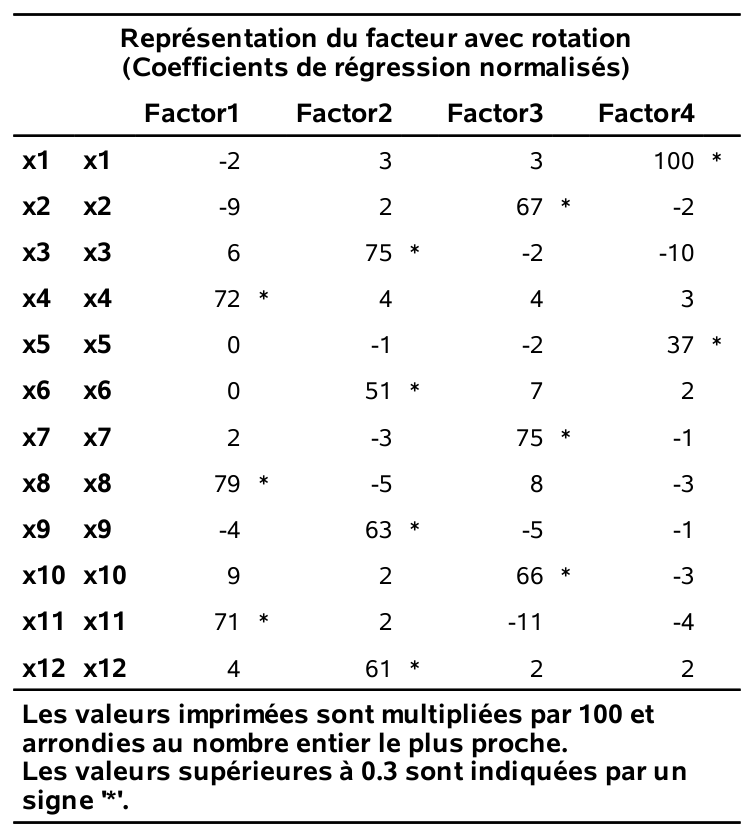 Représentation du facteur avec rotation
(Coefficients de régression normalisés)
Factor1 Factor2 Factor3 Factor4
x1 x1 -2 3 3 100 *
x2 x2 -9 2 67 * -2
x3 x3 6 75 * -2 -10
x4 x4 72 * 4 4 3
x5 x5 0 -1 -2 37 *
x6 x6 0 51 * 7 2
x7 x7 2 -3 75 * -1
x8 x8 79 * -5 8 -3
x9 x9 -4 63 * -5 -1
x10 x10 9 2 66 * -3
x11 x11 71 * 2 -11 -4
x12 x12 4 61 * 2 2
Les valeurs imprimées sont multipliées par 100 et
arrondies au nombre entier le plus proche.
Les valeurs supérieures à 0.3 sont indiquées par un
signe '*'.